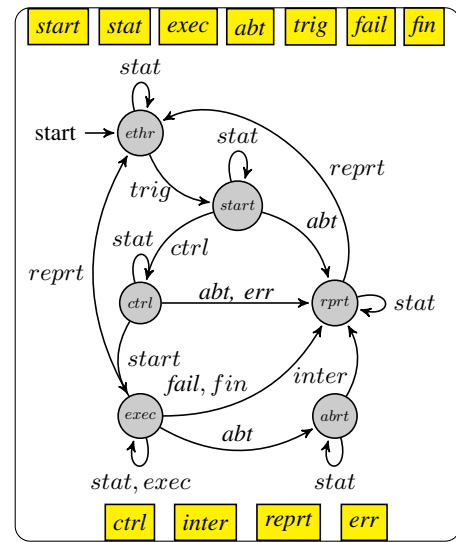 start stat exec abt trig fail fin
stat
start
ethr
stat
trig
reprt
start
stat
ctrl
abt
reprt
ctrl
abt, err
rprt
stat
start
fail, fin
inter
exec
abt
abrt
stat, exec
stat
ctrl inter reprt err